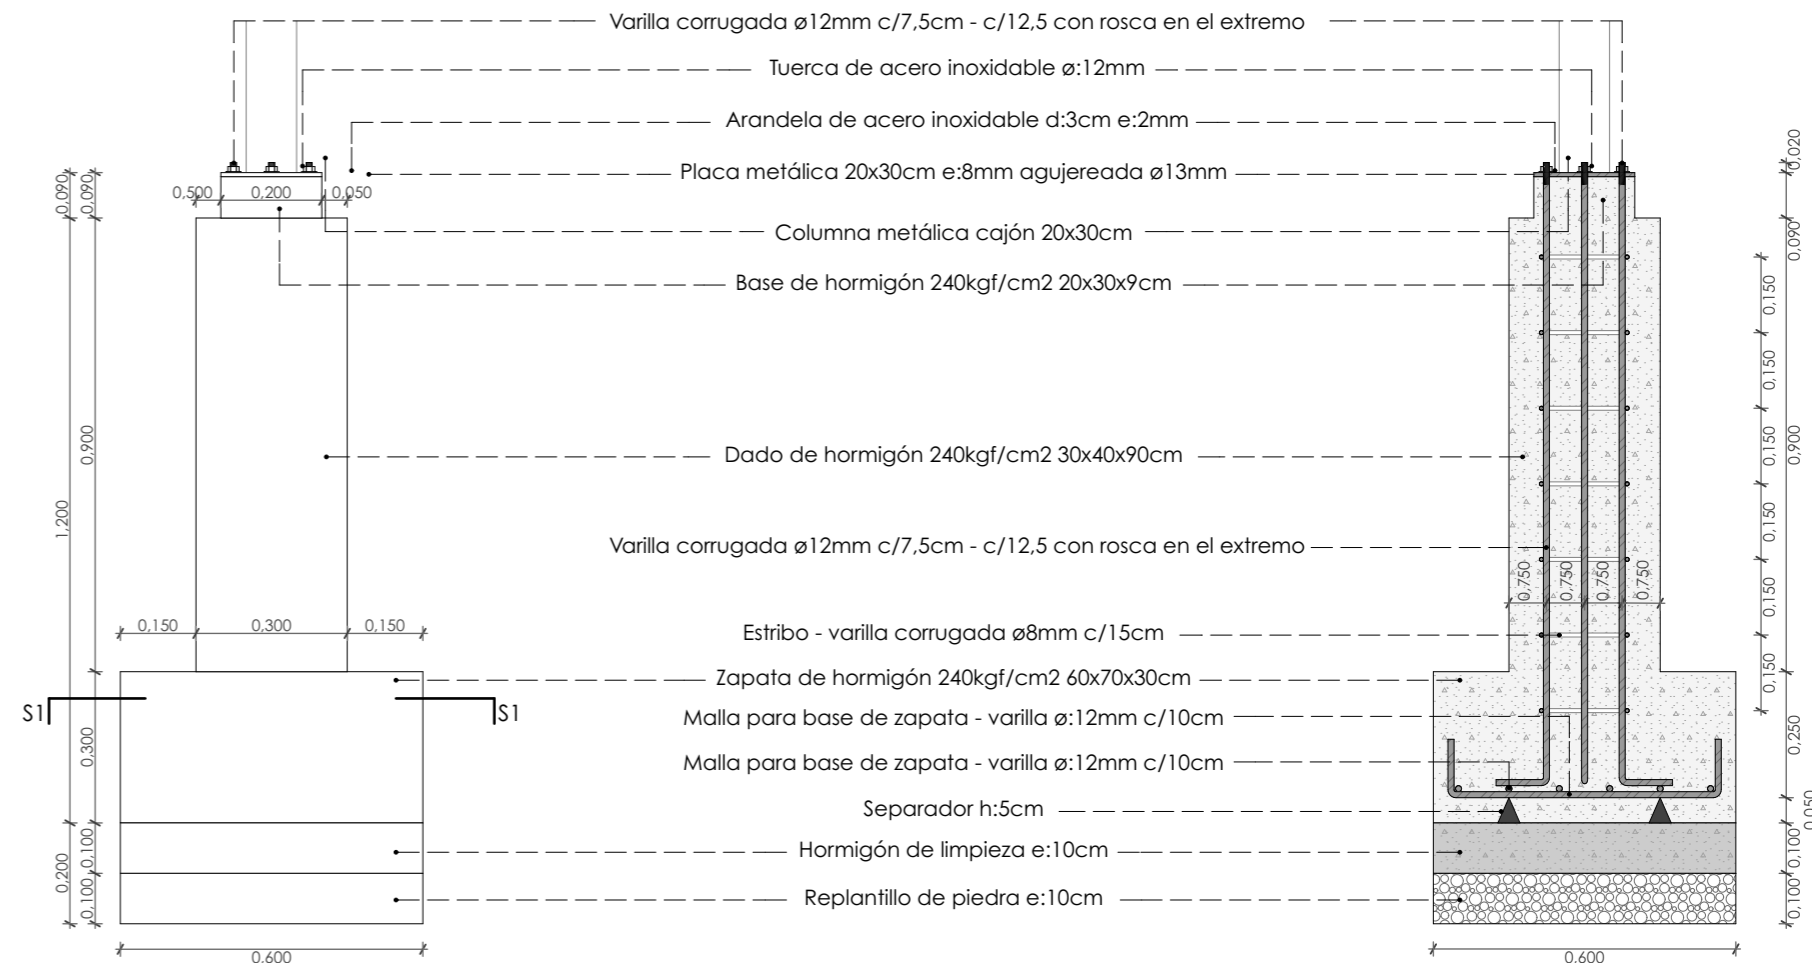 Varilla corrugada ø12mm c/7,5cm - c/12,5 con rosca en el extremo
Tuerca de acero inoxidable ø:12mm
Arandela de acero inoxidable d:3cm e:2mm
Placa metálica 20x30cm e:8mm agujereada ø13mm
Columna metálica cajón 20x30cm
Base de hormigón 240kgf/cm2 20x30x9cm
Dado de hormigón 240kgf/cm2 30x40x90cm
Varilla corrugada ø12mm c/7,5cm - c/12,5 con rosca en el extremo
Estribo - varilla corrugada ø8mm c/15cm
Zapata de hormigón 240kgf/cm2 60x70x30cm
Malla para base de zapata - varilla ø:12mm c/10cm
Malla para base de zapata - varilla ø:12mm c/10cm
Separador h:5cm
Hormigón de limpieza e:10cm
Replantillo de piedra e:10cm
0,090
0,090
0,500
0,200
0,050
1,200
0,900
0,150
0,300
0,150
S1
S1
0,300
0,200
0,100
0,100
0,600
0,020
0,090
0,150
0,150
0,150
0,150
0,150
0,150
0,900
0,750
0,750
0,750
0,750
0,250
0,050
0,100
0,100
0,600